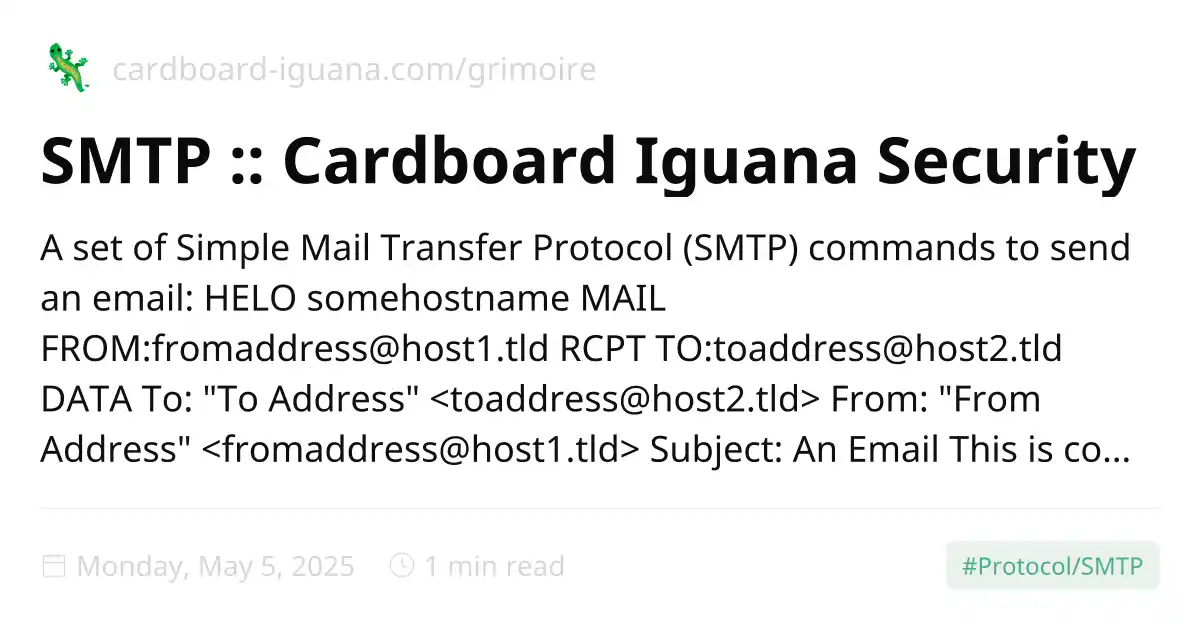 cardboard-iguana.com/grimoire
SMTP :: Cardboard Iguana Security
A set of Simple Mail Transfer Protocol (SMTP) commands to send
an email: HELO somehostname MAIL
FROM:fromaddress@host1.tld RCPT TO:toaddress@host2.tld
DATA To: "To Address" <toaddress@host2.tld> From: "From
Address" <fromaddress@host1.tld> Subject: An Email This is co...
Monday, May 5, 2025 1 min read #Protocol/SMTP